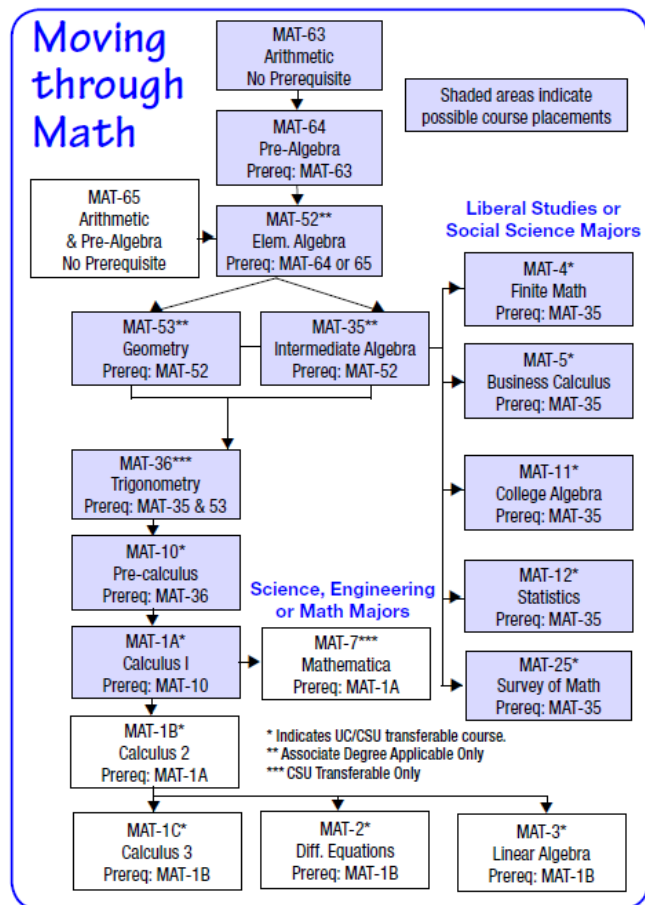 Moving
through
Math
MAT-63
Arithmetic
No Prerequisite
Shaded areas indicate
possible course placements
MAT-64
Pre-Algebra
Prereq: MAT-63
MAT-65
Arithmetic
& Pre-Algebra
No Prerequisite
MAT-52**
Elem. Algebra
Prereq: MAT-64 or 65
Liberal Studies or
Social Science Majors
MAT-4*
Finite Math
Prereq: MAT-35
MAT-53**
Geometry
Prereq: MAT-52
MAT-35**
Intermediate Algebra
Prereq: MAT-52
MAT-5*
Business Calculus
Prereq: MAT-35
MAT-36***
Trigonometry
Prereq: MAT-35 & 53
MAT-11*
College Algebra
Prereq: MAT-35
MAT-10*
Pre-calculus
Prereq: MAT-36
Science, Engineering
or Math Majors
MAT-12*
Statistics
Prereq: MAT-35
MAT-1A*
Calculus I
Prereq: MAT-10
MAT-7***
Mathematica
Prereq: MAT-1A
MAT-25*
Survey of Math
Prereq: MAT-35
MAT-1B*
Calculus 2
Prereq: MAT-1A
* Indicates UC/CSU transferable course.
** Associate Degree Applicable Only
*** CSU Transferable Only
MAT-1C*
Calculus 3
Prereq: MAT-1B
MAT-2*
Diff. Equations
Prereq: MAT-1B
MAT-3*
Linear Algebra
Prereq: MAT-1B